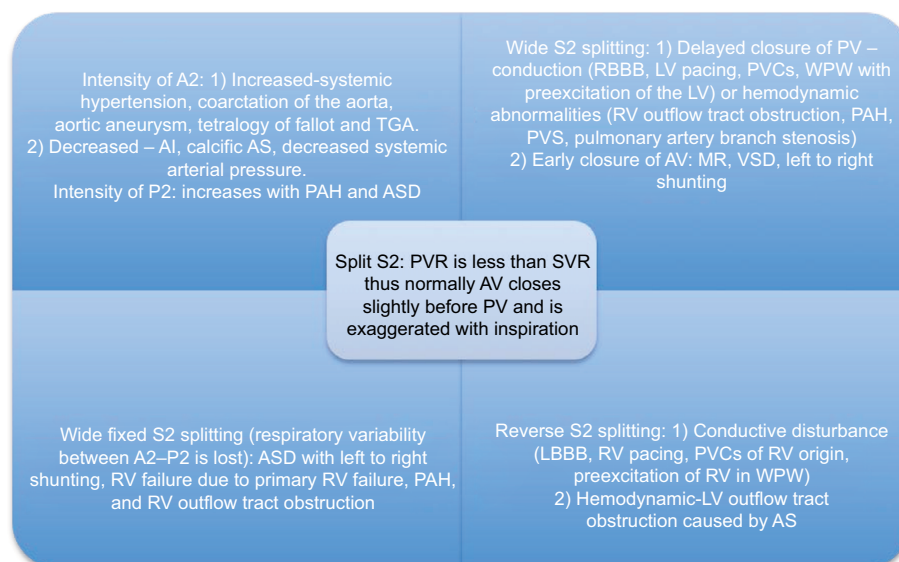 Intensity of A2: 1) Increased-systemic
hypertension, coarctation of the aorta,
aortic aneurysm, tetralogy of fallot and TGA.
2) Decreased – AI, calcific AS, decreased systemic
arterial pressure.
Intensity of P2: increases with PAH and ASD
Wide S2 splitting: 1) Delayed closure of PV –
conduction (RBBB, LV pacing, PVCs, WPW with
preexcitation of the LV) or hemodynamic
abnormalities (RV outflow tract obstruction, PAH,
PVS, pulmonary artery branch stenosis)
2) Early closure of AV: MR, VSD, left to right
shunting
Split S2: PVR is less than SVR
thus normally AV closes
slightly before PV and is
exaggerated with inspiration
Wide fixed S2 splitting (respiratory variability
between A2–P2 is lost): ASD with left to right
shunting, RV failure due to primary RV failure, PAH,
and RV outflow tract obstruction
Reverse S2 splitting: 1) Conductive disturbance
(LBBB, RV pacing, PVCs of RV origin,
preexcitation of RV in WPW)
2) Hemodynamic-LV outflow tract
obstruction caused by AS